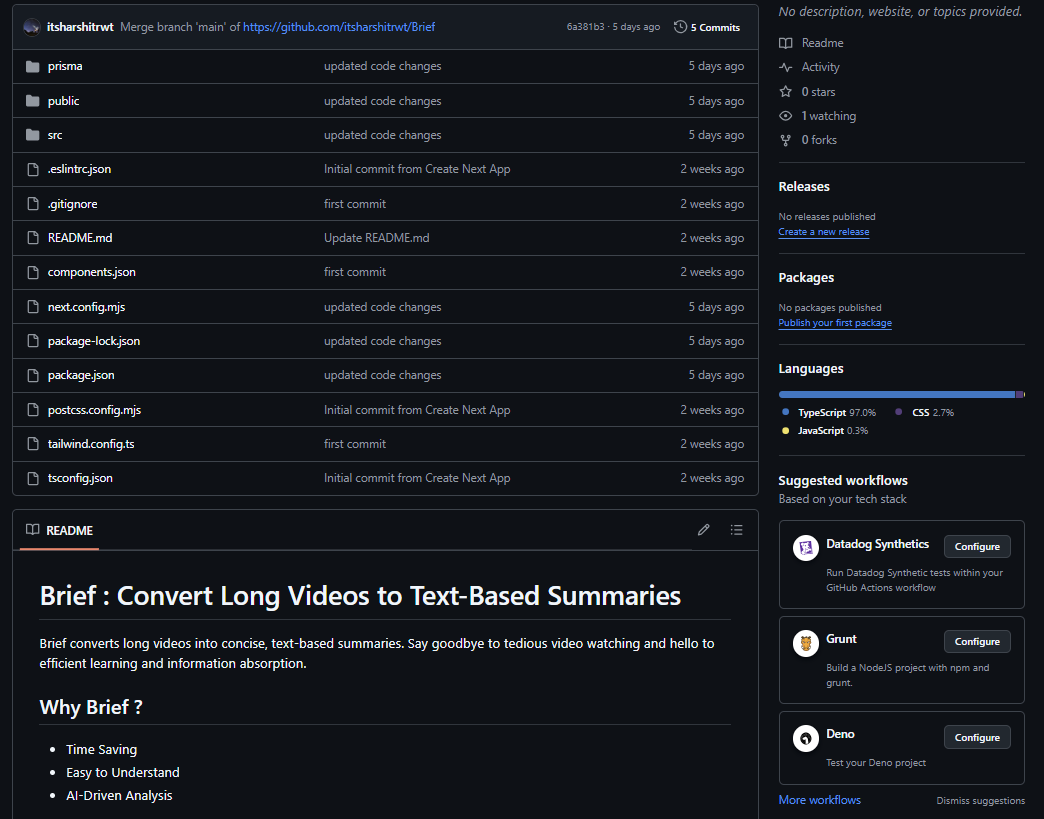 itsharshitrwt Merge branch 'main' of https://github.com/itsharshitrwt/Brief 6a381b3 · 5 days ago 5 Commits
prisma updated code changes 5 days ago
public updated code changes 5 days ago
src updated code changes 5 days ago
.eslintrc.json Initial commit from Create Next App 2 weeks ago
.gitignore first commit 2 weeks ago
README.md Update README.md 2 weeks ago
components.json first commit 2 weeks ago
next.config.mjs updated code changes 5 days ago
package-lock.json updated code changes 5 days ago
package.json updated code changes 5 days ago
postcss.config.mjs Initial commit from Create Next App 2 weeks ago
tailwind.config.ts first commit 2 weeks ago
tsconfig.json Initial commit from Create Next App 2 weeks ago
README
Brief : Convert Long Videos to Text-Based Summaries
Brief converts long videos into concise, text-based summaries. Say goodbye to tedious video watching and hello to
efficient learning and information absorption.
Why Brief ?
Time Saving
Easy to Understand
AI-Driven Analysis
No description, website, or topics provided.
Readme
Activity
0 stars
1 watching
0 forks
Releases
No releases published
Create a new release
Packages
No packages published
Publish your first package
Languages
TypeScript 97.0% CSS 2.7%
JavaScript 0.3%
Suggested workflows
Based on your tech stack
Datadog Synthetics Configure
Run Datadog Synthetic tests within your
GitHub Actions workflow
Grunt Configure
Build a NodeJS project with npm and
grunt.
Deno Configure
Test your Deno project
More workflows Dismiss suggestions